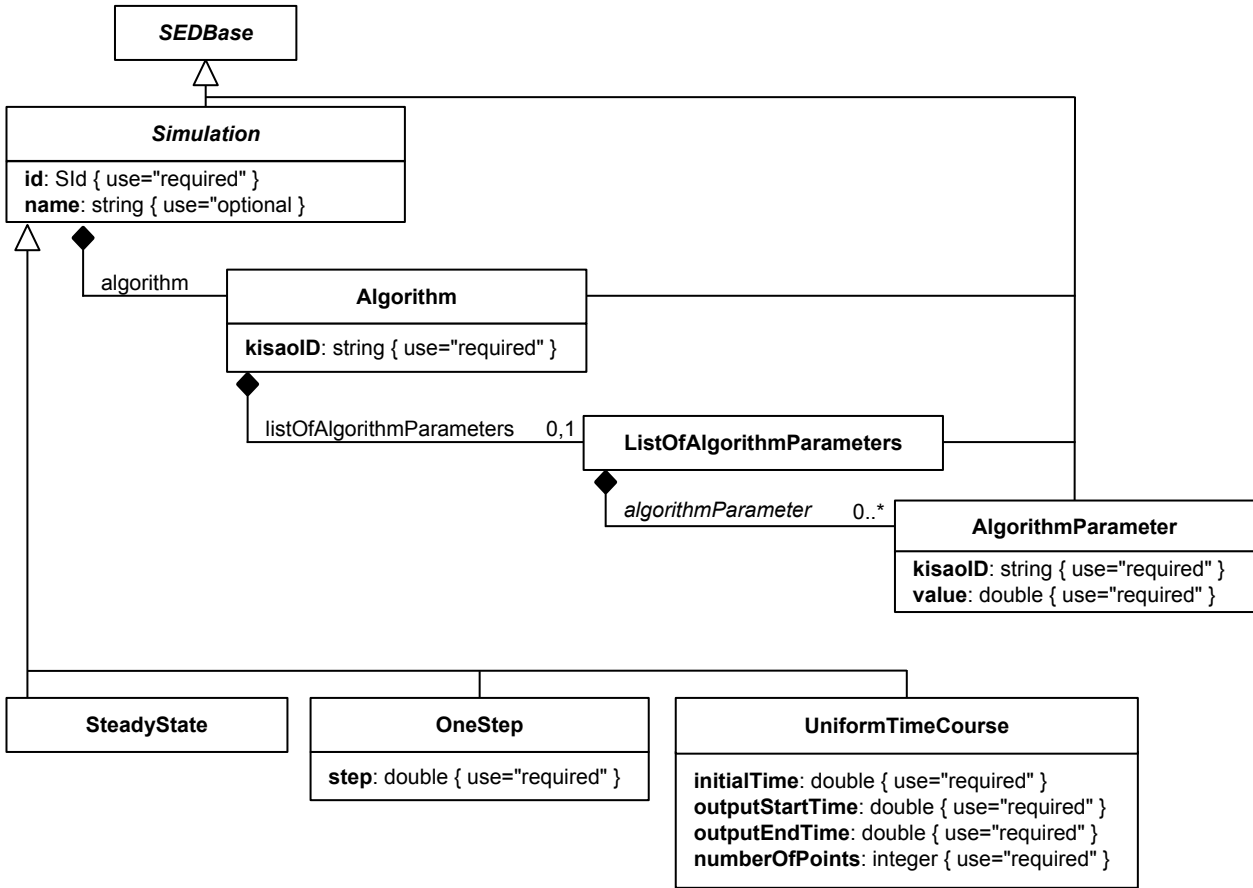 SEDBase
Simulation
id: SId { use="required" }
name: string { use="optional }
algorithm
Algorithm
kisaoID: string { use="required" }
listOfAlgorithmParameters 0,1
ListOfAlgorithmParameters
algorithmParameter 0..*
AlgorithmParameter
kisaoID: string { use="required" }
value: double { use="required" }
SteadyState
OneStep
step: double { use="required" }
UniformTimeCourse
initialTime: double { use="required" }
outputStartTime: double { use="required" }
outputEndTime: double { use="required" }
numberOfPoints: integer { use="required" }